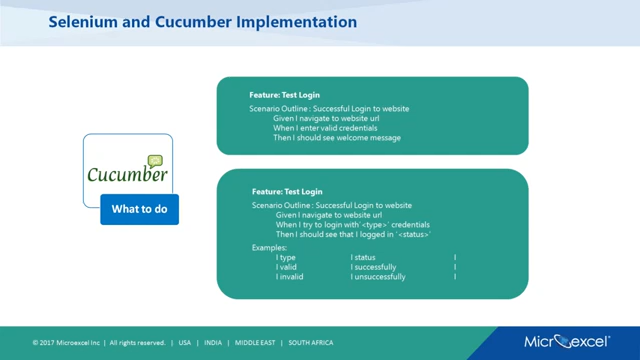 Selenium and Cucumber Implementation
Feature: Test Login
Scenario Outline : Successful Login to website
Given I navigate to website url
When I enter valid credentials
Then I should see welcome message
Cucumber
What to do
Feature: Test Login
Scenario Outline : Successful Login to website
Given I navigate to website url
When I try to login with '<type>' credentials
Then I should see that I logged in '<status>'
Examples:
I type I status I
I valid I successfully I
I invalid I unsuccessfully I
© 2017 Microexcel Inc | All rights reserved. | USA | INDIA | MIDDLE EAST | SOUTH AFRICA
Microexcel